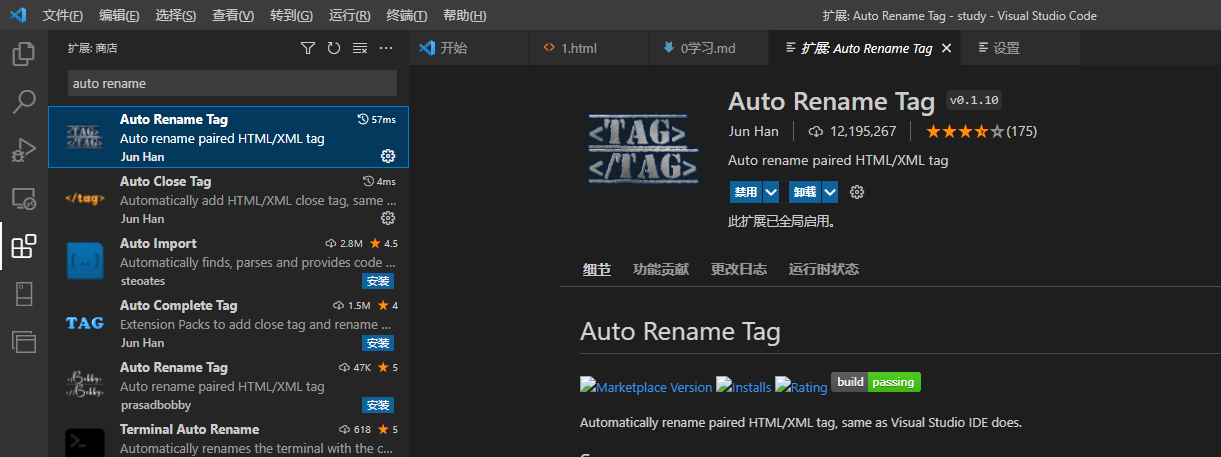 文件(F) 编辑(E) 选择(S) 查看(V) 转到(G) 运行(R) 终端(T) 帮助(H) 扩展: Auto Rename Tag - study - Visual Studio Code
扩展: 商店
auto rename
Auto Rename Tag 57ms
Auto rename paired HTML/XML tag
Jun Han
</tag>
Auto Close Tag 4ms
Automatically add HTML/XML close tag, same ...
Jun Han
{..}
Auto Import 2.8M 4.5
Automatically finds, parses and provides code ...
steoates 安装
TAG
Auto Complete Tag 1.5M 4
Extension Packs to add close tag and rename ...
Jun Han 安装
Auto Rename Tag 47K 5
Auto rename paired HTML/XML tag
prasadbobby 安装
Terminal Auto Rename 618 5
Automatically renames the terminal with the c...
开始 1.html 0学习.md 扩展: Auto Rename Tag 设置
<TAG>
</TAG>
Auto Rename Tag v0.1.10
Jun Han 12,195,267 (175)
Auto rename paired HTML/XML tag
禁用 卸载
此扩展已全局启用。
细节 功能贡献 更改日志 运行时状态
Auto Rename Tag
Marketplace Version Installs Rating build passing
Automatically rename paired HTML/XML tag, same as Visual Studio IDE does.